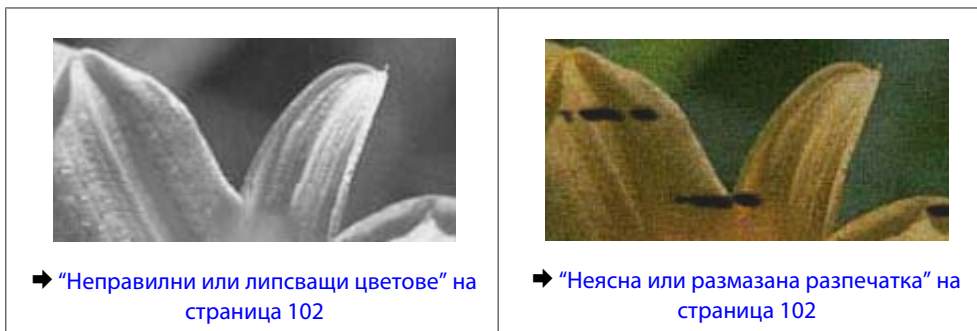 ➡ “Неправилни или липсващи цветове” на
страница 102
➡ “Неясна или размазана разпечатка” на
страница 102